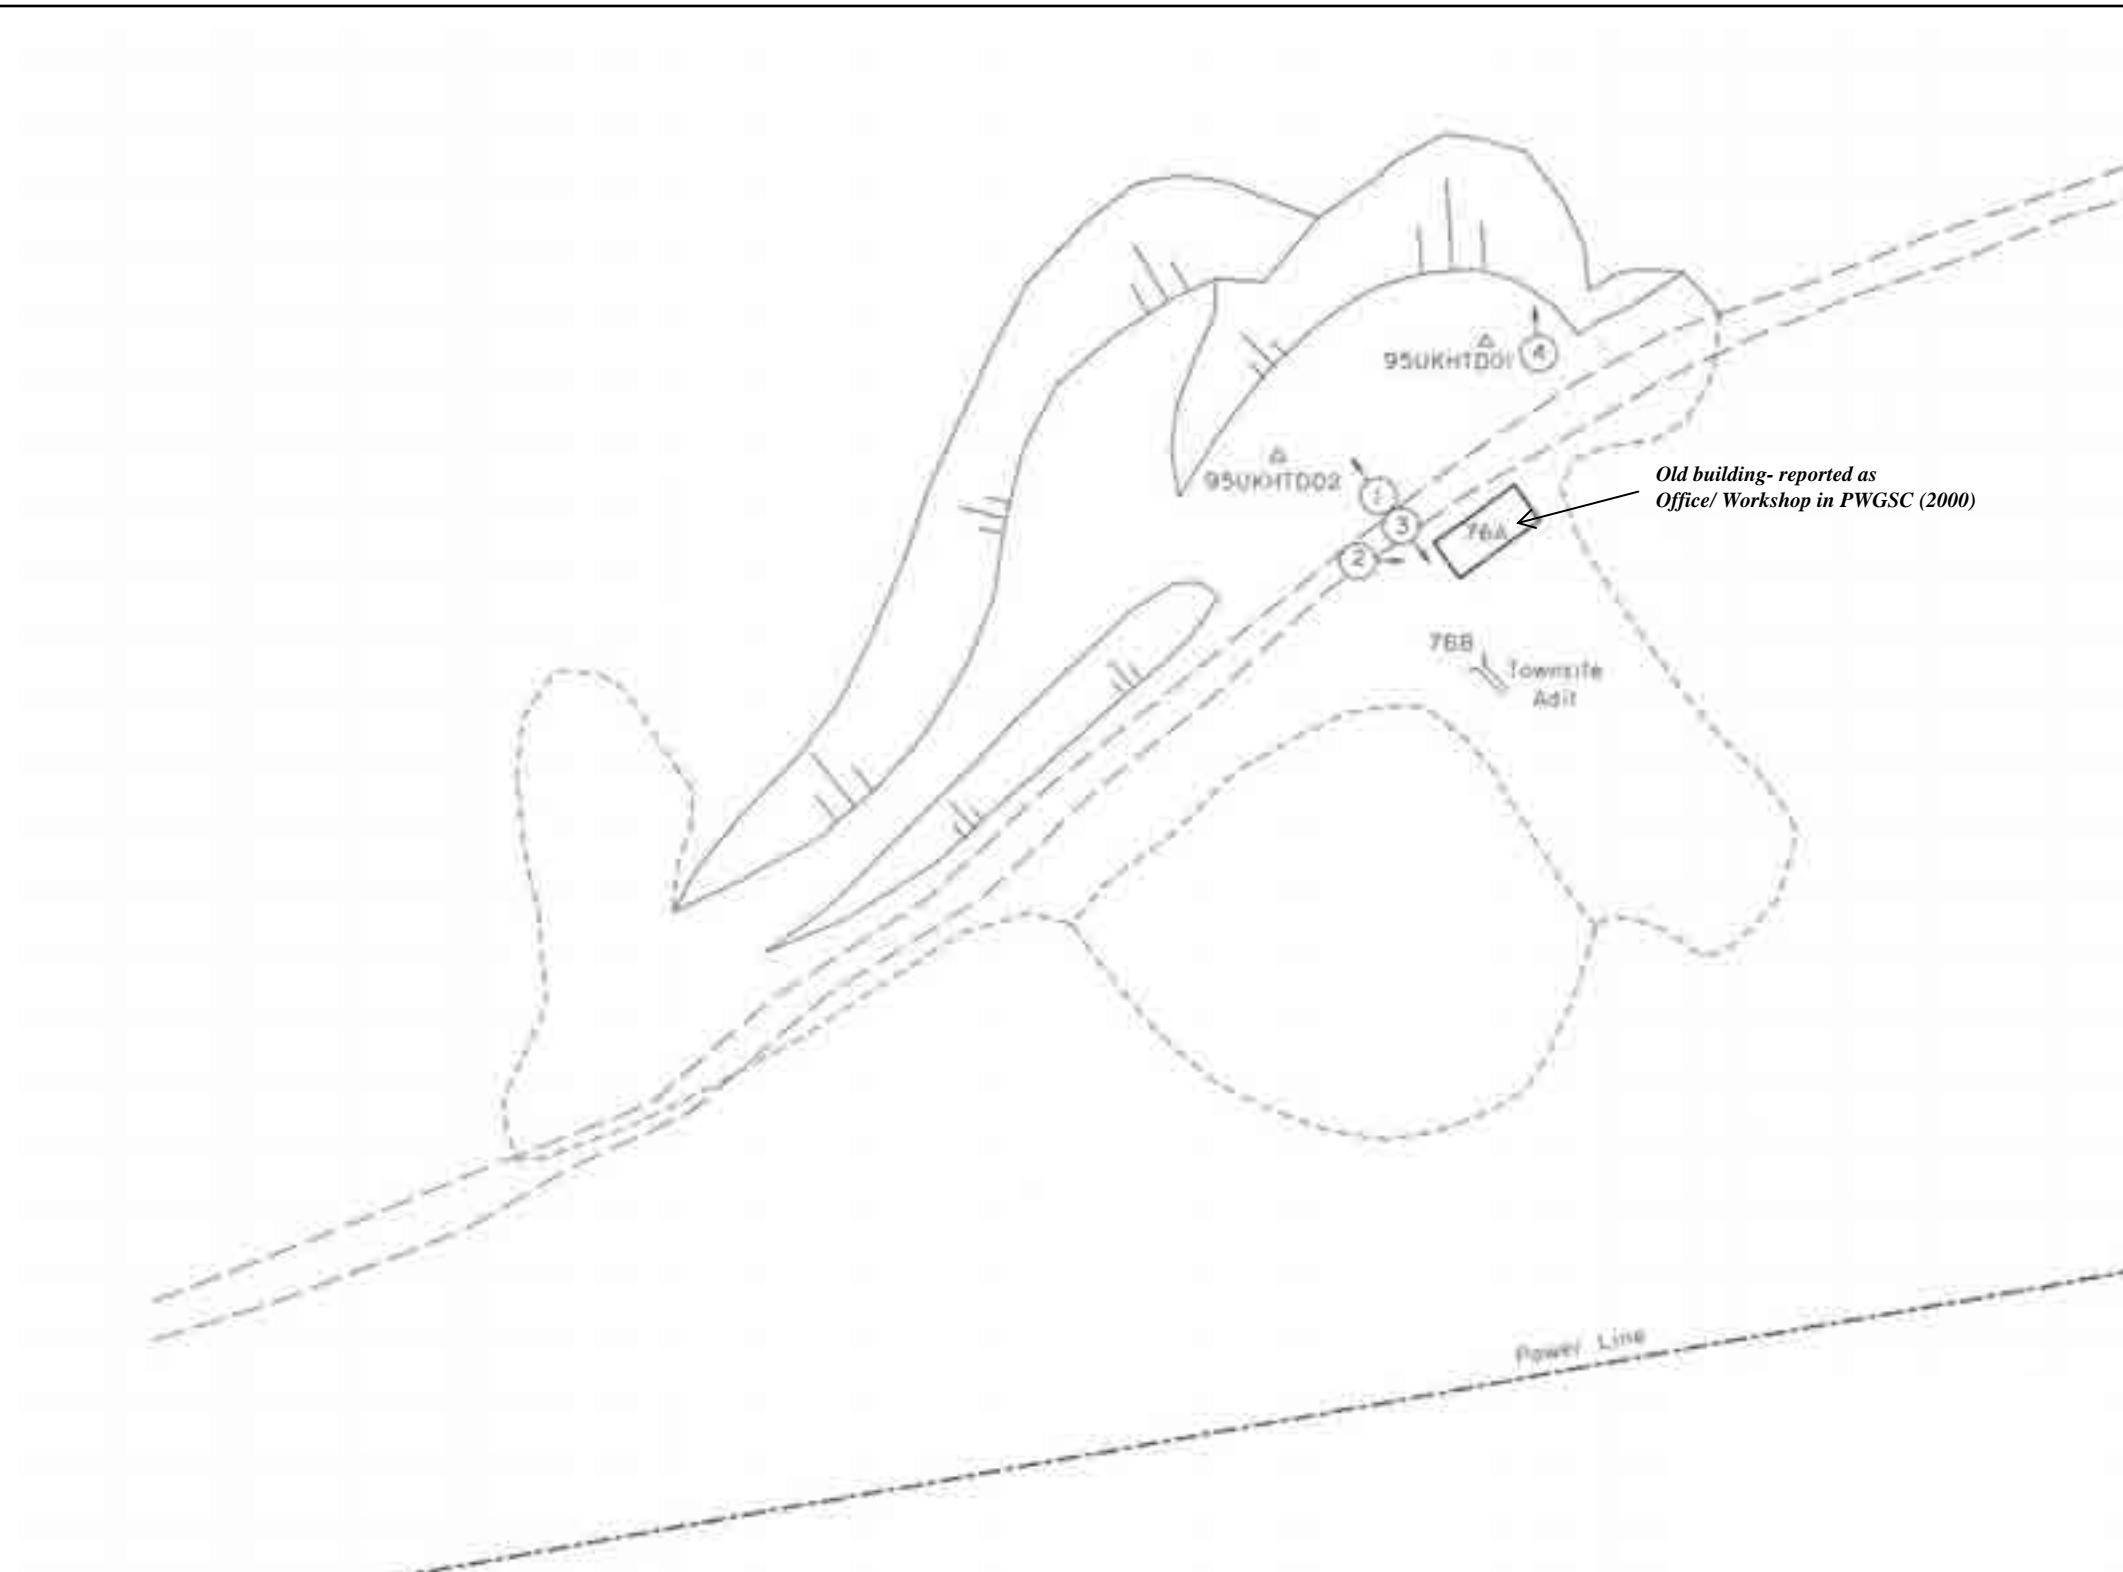 4
95UKHTD01
Old building- reported as
Office/ Workshop in PWGSC (2000)
95UKHTD02
1
3
76A
2
76B
Townsite
Adit
Power Line